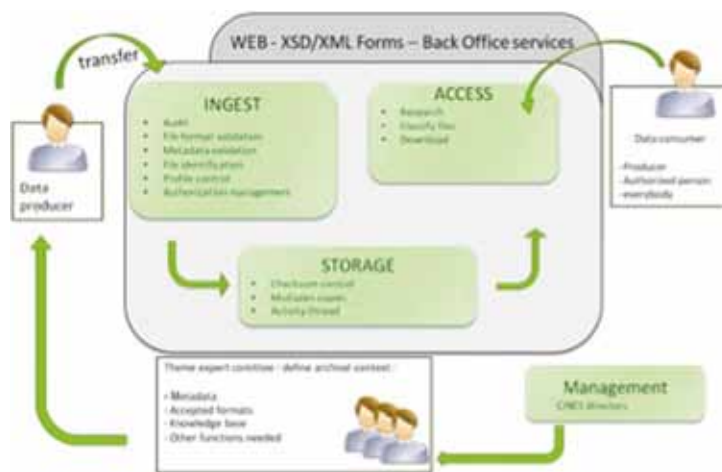 WEB - XSD/XML Forms – Back Office services
transfer
INGEST
• Audit
• File format validation
• Metadata validation
• File identification
• Profile control
• Authorization management
ACCESS
• Research
• Classify files
• Download
Data producer
Data consumer
-Producer
-Authorized person
-everybody
STORAGE
• Checksum control
• Multiples copies
• Activity thread
Theme expert comitive : define archival context :
- Metadata
- Accepted formats
- Knowledge base
- Other functions needed
Management
CINES directors